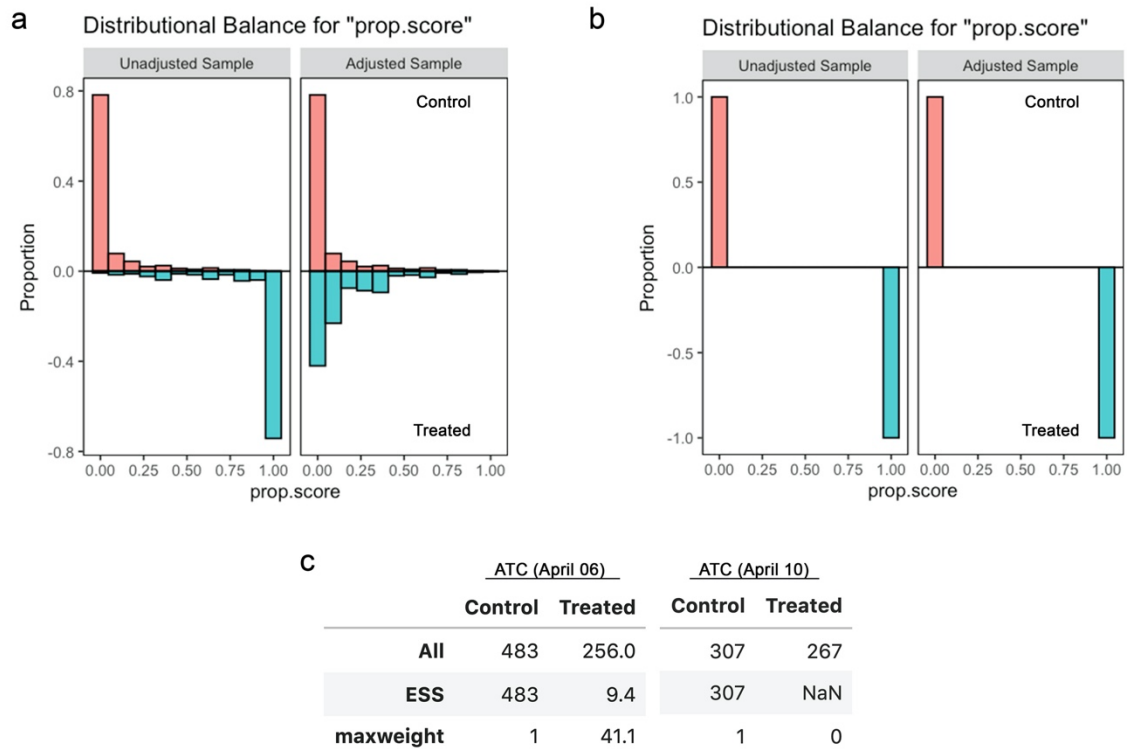 a
Distributional Balance for "prop.score"
Unadjusted Sample
Adjusted Sample
Control
Treated
0.8
0.4
0.0
-0.4
-0.8
Proportion
0.00 0.25 0.50 0.75 1.00
0.00 0.25 0.50 0.75 1.00
prop.score
b
Distributional Balance for "prop.score"
Unadjusted Sample
Adjusted Sample
Control
Treated
1.0
0.5
0.0
-0.5
-1.0
Proportion
0.00 0.25 0.50 0.75 1.00
0.00 0.25 0.50 0.75 1.00
prop.score
c
ATC (April 06) ATC (April 10)
Control Treated Control Treated
All 483 256.0 307 267
ESS 483 9.4 307 NaN
maxweight 1 41.1 1 0